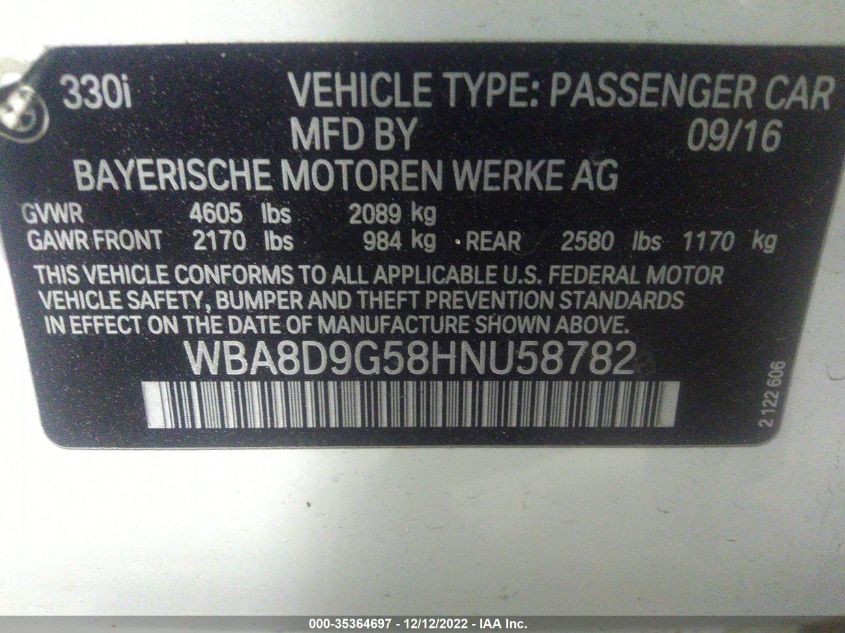 330i VEHICLE TYPE: PASSENGER CAR
MFD BY 09/16
BAYERISCHE MOTOREN WERKE AG
GVWR 4605 lbs 2089 kg
GAWR FRONT 2170 lbs 984 kg REAR 2580 lbs 1170 kg
THIS VEHICLE CONFORMS TO ALL APPLICABLE U.S. FEDERAL MOTOR
VEHICLE SAFETY, BUMPER AND THEFT PREVENTION STANDARDS
IN EFFECT ON THE DATE OF MANUFACTURE SHOWN ABOVE.
WBA8D9G58HNU58782
2 122 606
000-35364697 - 12/12/2022 - IAA Inc.